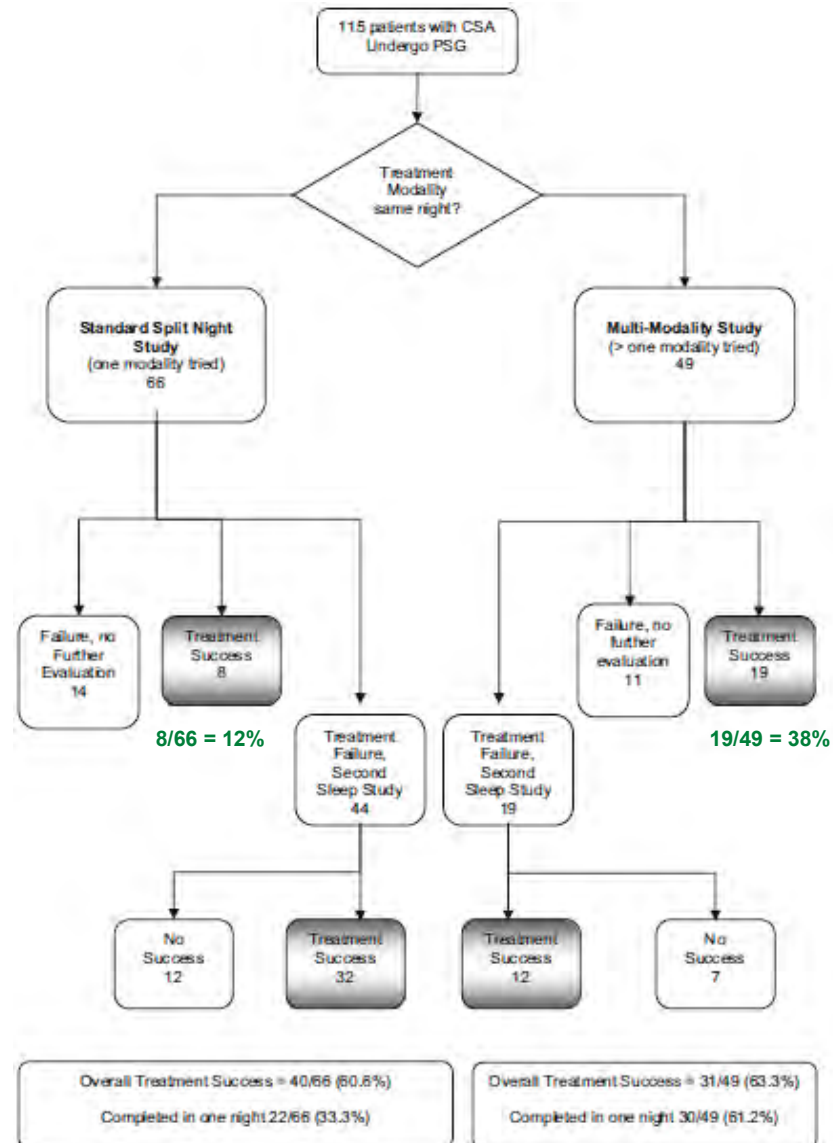 115 patients with CSA
Undergo PSG
Treatment
Modality
same night?
Standard Split Night
Study
(one modality tried)
66
Multi-Modality Study
(> one modality tried)
49
Failure, no
Further
Evaluation
14
Treatment
Success
8
8/66 = 12%
Failure, no
further
evaluation
11
Treatment
Success
19
19/49 = 38%
Treatment
Failure,
Second
Sleep Study
44
Treatment
Failure,
Second
Sleep Study
19
No
Success
12
Treatment
Success
32
Treatment
Success
12
No
Success
7
Overall Treatment Success = 40/66 (60.6%)
Completed in one night 22/66 (33.3%)
Overall Treatment Success = 31/49 (63.3%)
Completed in one night 30/49 (61.2%)